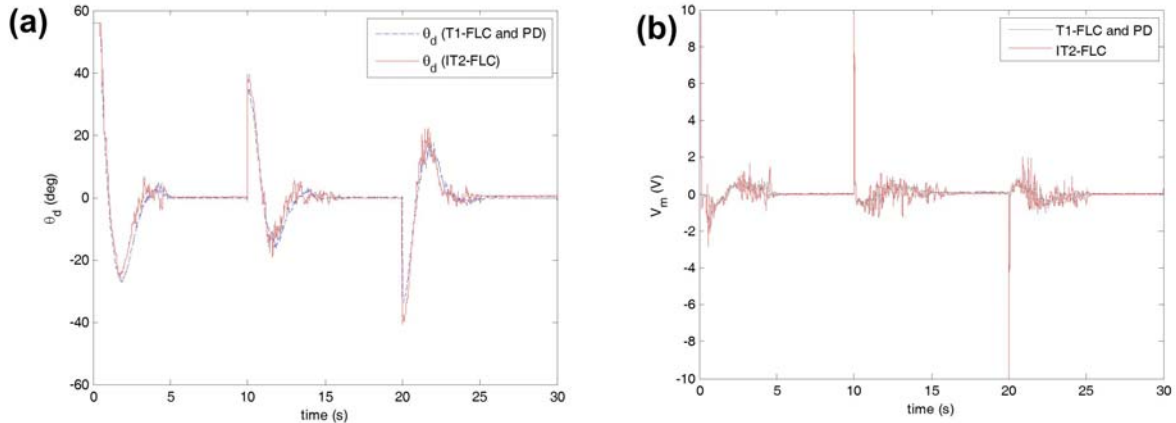 (a)
θd (T1-FLC and PD)
θd (IT2-FLC)
60
40
20
0
-20
-40
-60
θd (deg)
0 5 10 15 20 25 30
time (s)
(b)
T1-FLC and PD
IT2-FLC
10
8
6
4
2
0
-2
-4
-6
-8
-10
Vm (V)
0 5 10 15 20 25 30
time (s)